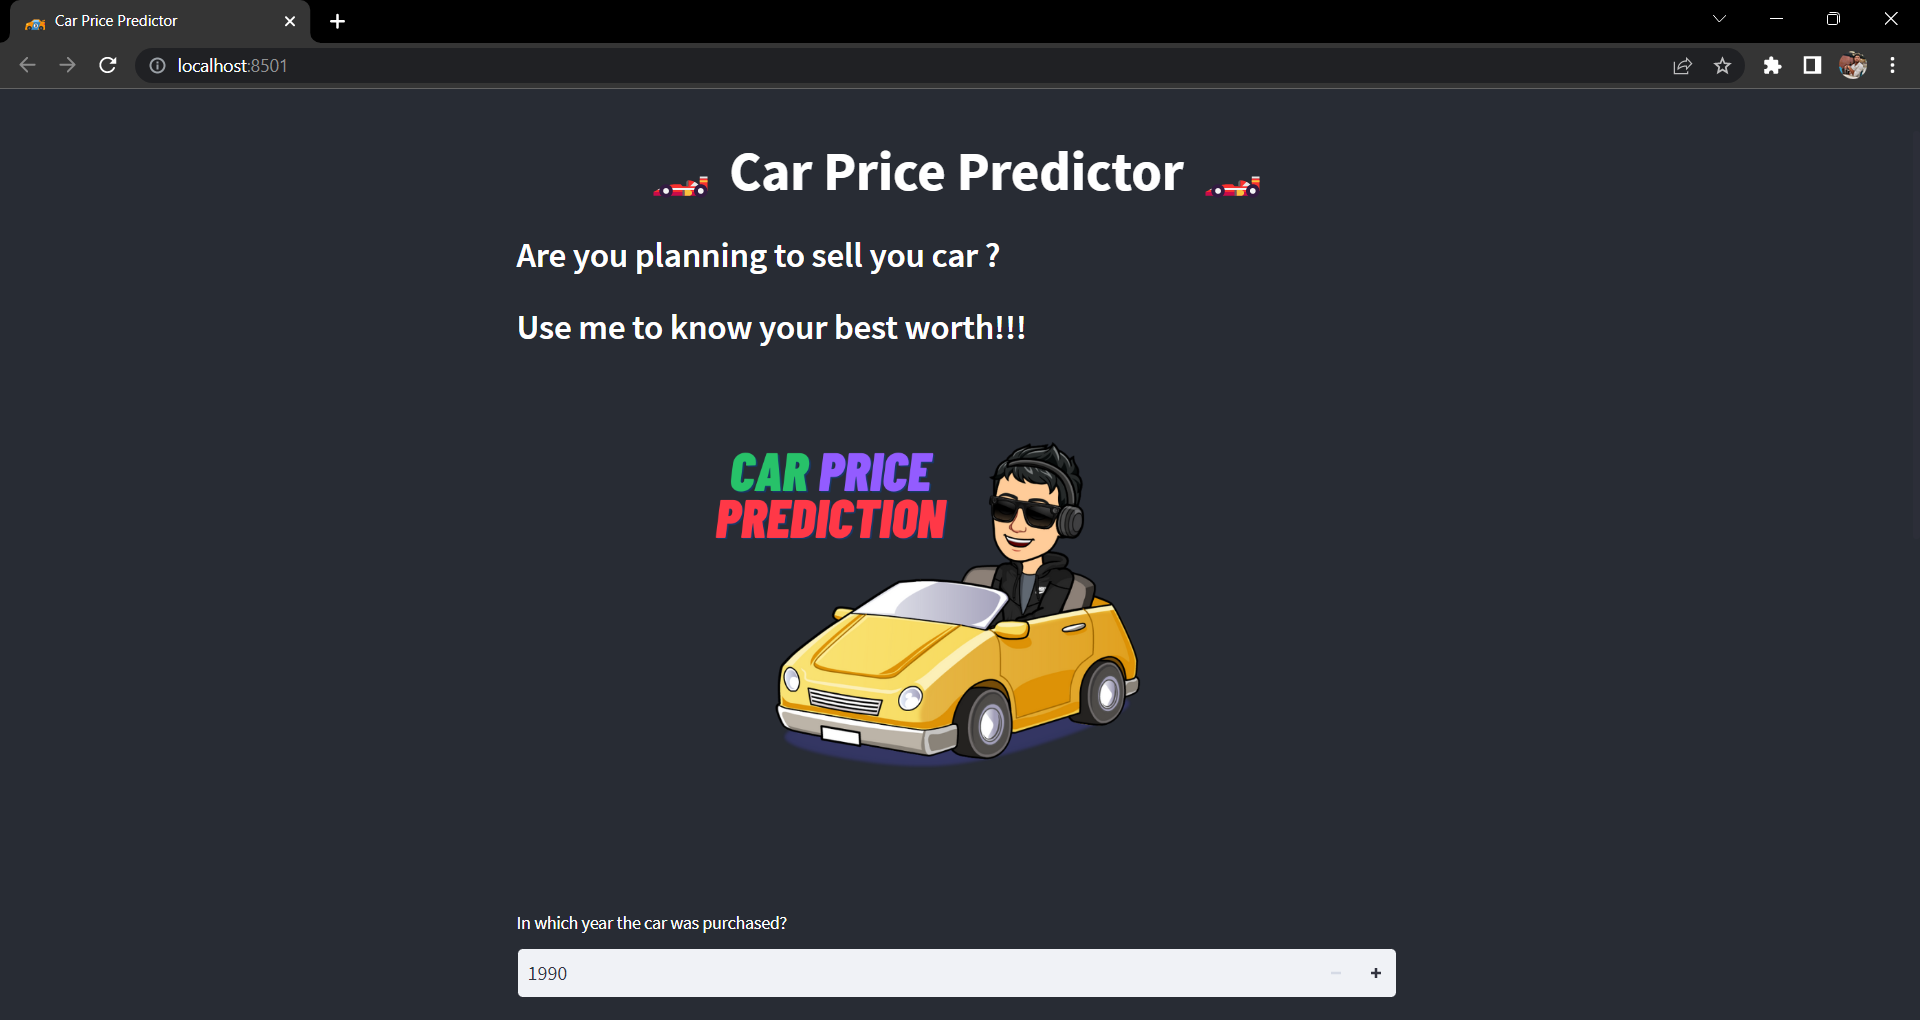 Car Price Predictor
localhost:8501
Car Price Predictor
Are you planning to sell you car ?
Use me to know your best worth!!!
CAR PRICE
PREDICTION
In which year the car was purchased?
1990